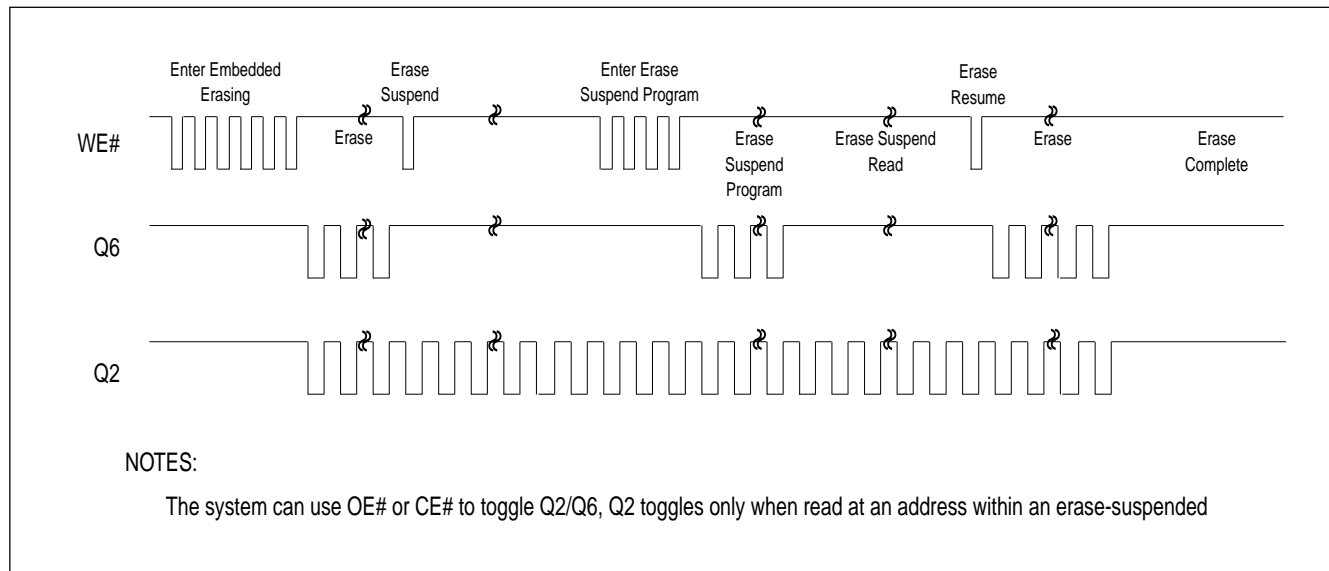 Enter Embedded
Erasing
Erase
Suspend
Enter Erase
Suspend Program
Erase
Resume
WE#
Erase
Erase
Suspend
Program
Erase Suspend
Read
Erase
Erase
Complete
Q6
Q2
NOTES:
The system can use OE# or CE# to toggle Q2/Q6, Q2 toggles only when read at an address within an erase-suspended